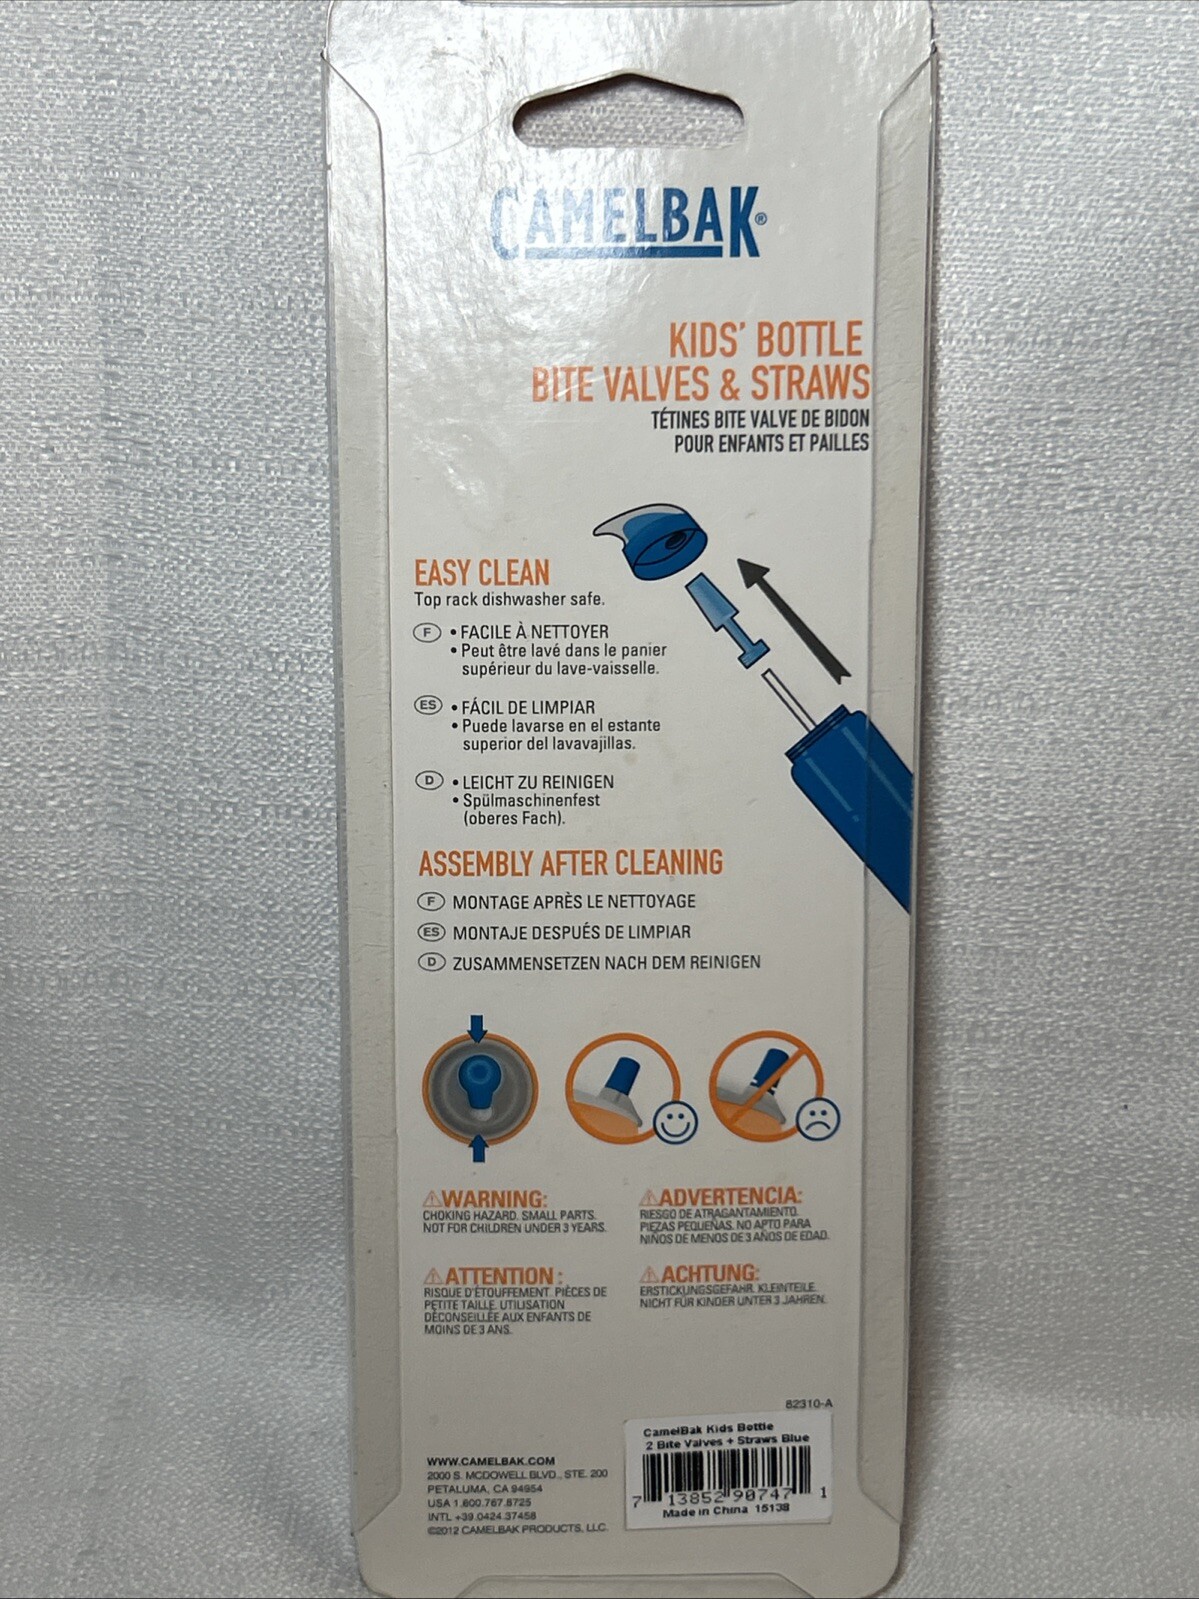 CAMELBAK®
KIDS' BOTTLE
BITE VALVES & STRAWS
TÉTINES BITE VALVE DE BIDON
POUR ENFANTS ET PAILLES
EASY CLEAN
Top rack dishwasher safe.
F • FACILE À NETTOYER
• Peut être lavé dans le panier
supérieur du lave-vaisselle.
ES • FÁCIL DE LIMPIAR
• Puede lavarse en el estante
superior del lavavajillas.
D • LEICHT ZU REINIGEN
• Spülmaschinenfest
(oberes Fach).
ASSEMBLY AFTER CLEANING
F MONTAGE APRÈS LE NETTOYAGE
ES MONTAJE DESPUÉS DE LIMPIAR
D ZUSAMMENSETZEN NACH DEM REINIGEN
⚠WARNING:
CHOKING HAZARD. SMALL PARTS.
NOT FOR CHILDREN UNDER 3 YEARS.
⚠ADVERTENCIA:
RIESGO DE ATRAGANTAMIENTO.
PIEZAS PEQUEÑAS. NO APTO PARA
NIÑOS DE MENOS DE 3 AÑOS DE EDAD.
⚠ATTENTION :
RISQUE D'ÉTOUFFEMENT. PIÈCES DE
PETITE TAILLE. UTILISATION
DÉCONSEILLÉE AUX ENFANTS DE
MOINS DE 3 ANS.
⚠ACHTUNG:
ERSTICKUNGSGEFAHR. KLEINTEILE.
NICHT FÜR KINDER UNTER 3 JAHREN.
82310-A
CamelBak Kids Bottle
2 Bite Valves + Straws Blue
7 13852 90747 1
Made in China 15138
WWW.CAMELBAK.COM
2000 S. MCDOWELL BLVD., STE. 200
PETALUMA, CA 94954
USA 1.800.767.8725
INTL +39.0424.37458
©2012 CAMELBAK PRODUCTS, LLC.